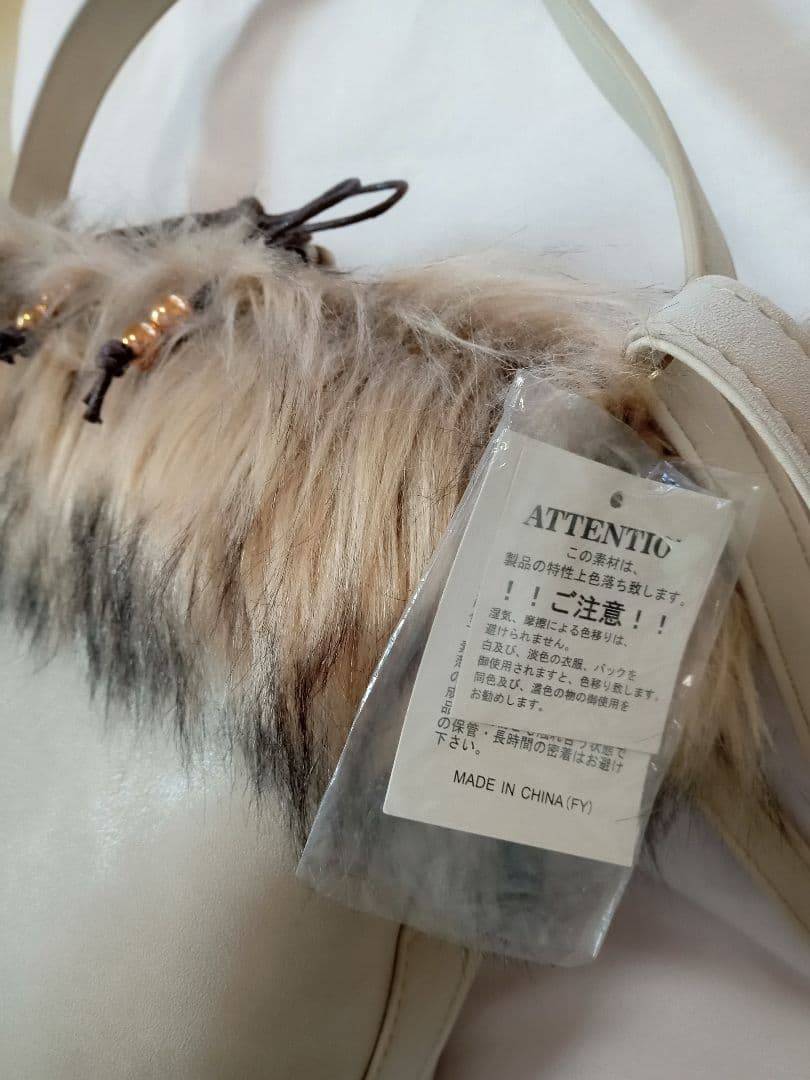 ATTENTIO
この素材は、
製品の特性上色落ち致します。
！！ご注意！！
湿気、摩擦による色移りは、
避けられません。
白及び、淡色の衣服、バックを
御使用されますと、色移り致します。
同色及び、濃色の物の御使用を
お勧めします。
の保管・長時間の密着はお避け
下さい。
MADE IN CHINA(FY)